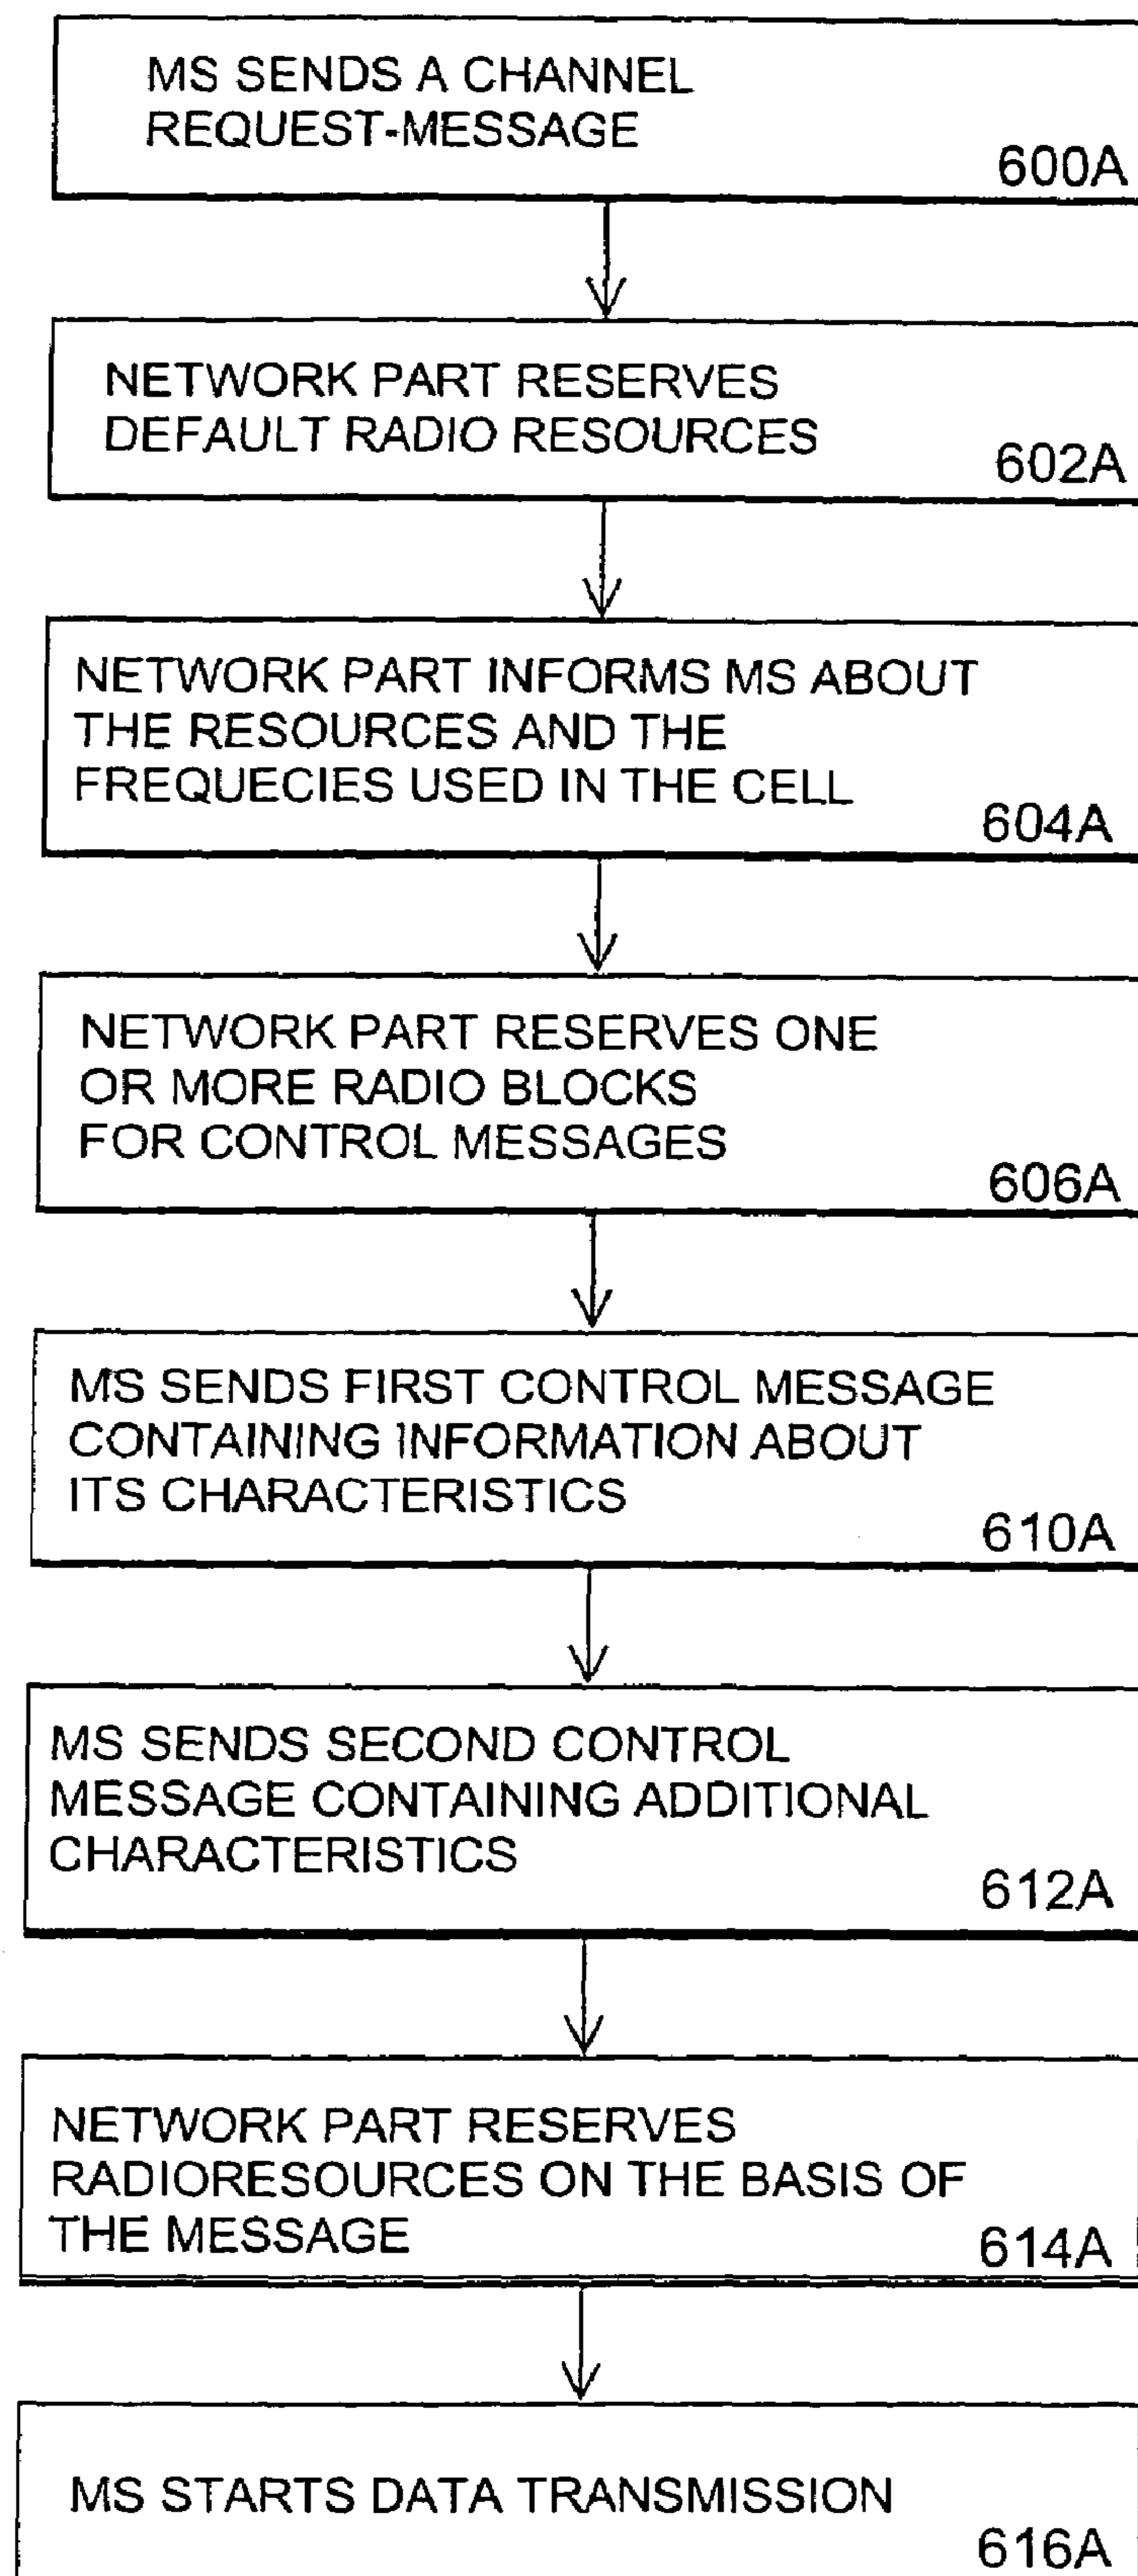 MS SENDS A CHANNEL
REQUEST-MESSAGE
600A
NETWORK PART RESERVES
DEFAULT RADIO RESOURCES
602A
NETWORK PART INFORMS MS ABOUT
THE RESOURCES AND THE
FREQUECIES USED IN THE CELL
604A
NETWORK PART RESERVES ONE
OR MORE RADIO BLOCKS
FOR CONTROL MESSAGES
606A
MS SENDS FIRST CONTROL MESSAGE
CONTAINING INFORMATION ABOUT
ITS CHARACTERISTICS
610A
MS SENDS SECOND CONTROL
MESSAGE CONTAINING ADDITIONAL
CHARACTERISTICS
612A
NETWORK PART RESERVES
RADIORESOURCES ON THE BASIS OF
THE MESSAGE
614A
MS STARTS DATA TRANSMISSION
616A